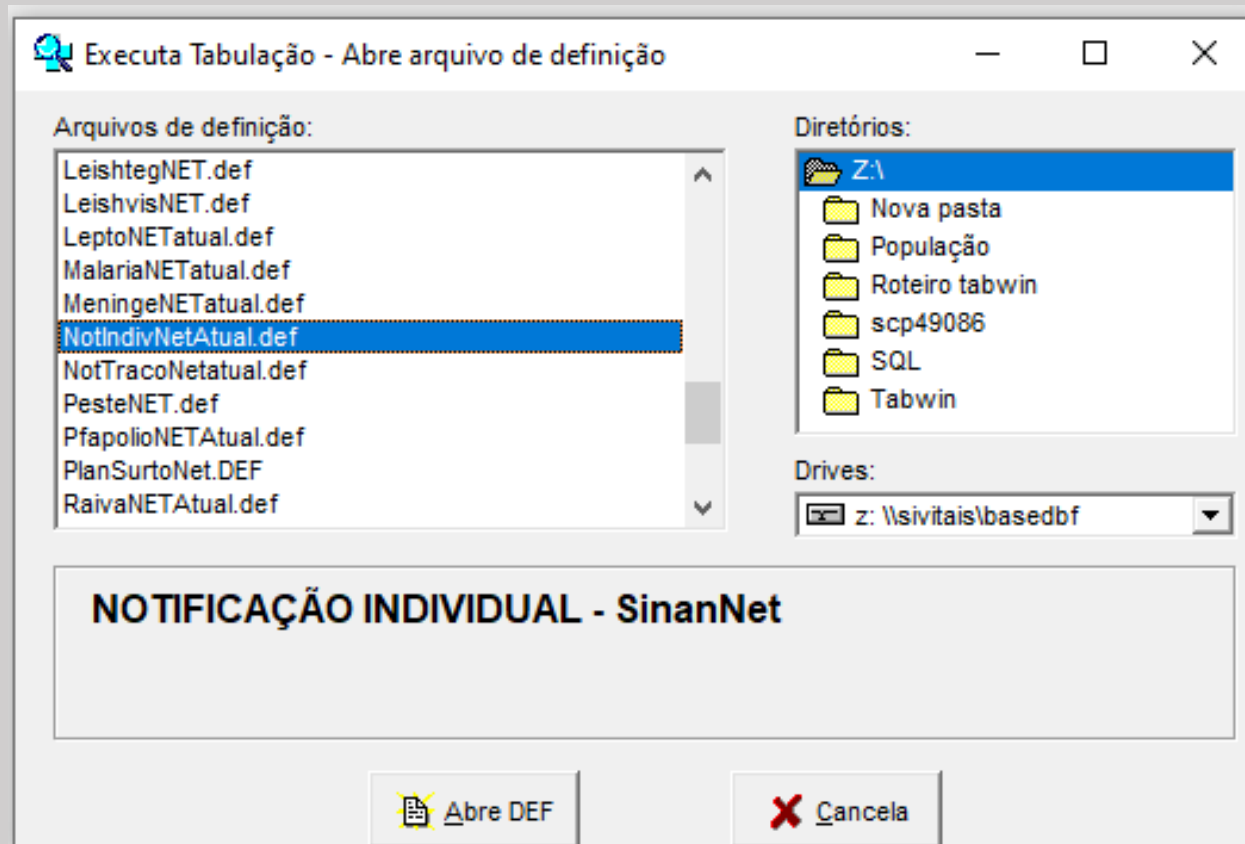 Executa Tabulação - Abre arquivo de definição
Arquivos de definição:
LeishtegNET.def
LeishvisNET.def
LeptoNETatual.def
MalariaNETatual.def
MeningeNETatual.def
NotIndivNetAtual.def
NotTracoNetatual.def
PesteNET.def
PfapolioNETAtual.def
PlanSurtoNet.DEF
RaivaNETAtual.def
Diretórios:
Z:\
Nova pasta
População
Roteiro tabwin
scp49086
SQL
Tabwin
Drives:
z: \\sivitais\basedbf
NOTIFICAÇÃO INDIVIDUAL - SinanNet
Abre DEF
Cancela